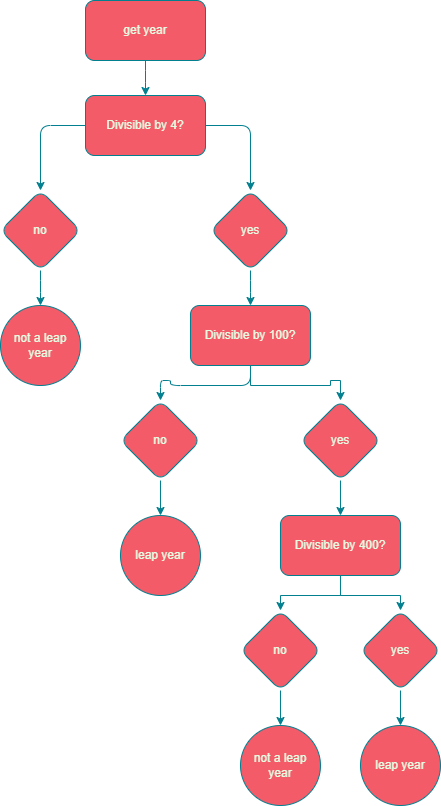 get year
Divisible by 4?
no
yes
not a leap
year
Divisible by 100?
no
yes
leap year
Divisible by 400?
no
yes
not a leap
year
leap year